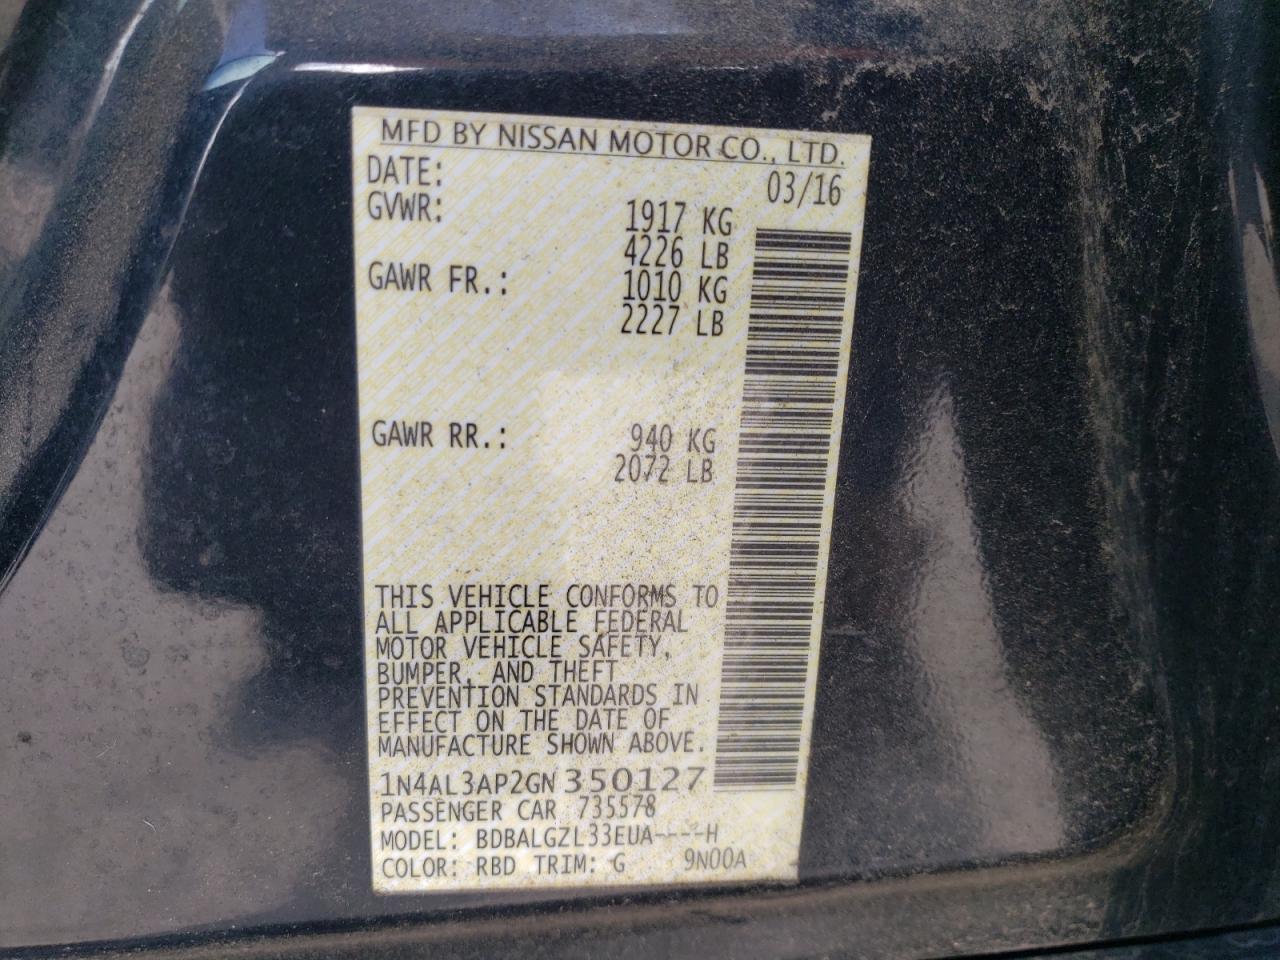 MFD BY NISSAN MOTOR CO., LTD.
DATE: 03/16
GVWR: 1917 KG
4226 LB
GAWR FR.: 1010 KG
2227 LB
GAWR RR.: 940 KG
2072 LB
THIS VEHICLE CONFORMS TO
ALL APPLICABLE FEDERAL
MOTOR VEHICLE SAFETY,
BUMPER, AND THEFT
PREVENTION STANDARDS IN
EFFECT ON THE DATE OF
MANUFACTURE SHOWN ABOVE.
1N4AL3AP2GN350127
PASSENGER CAR 735578
MODEL: BDBALGZL33EUA----H
COLOR: RBD TRIM: G 9N00A